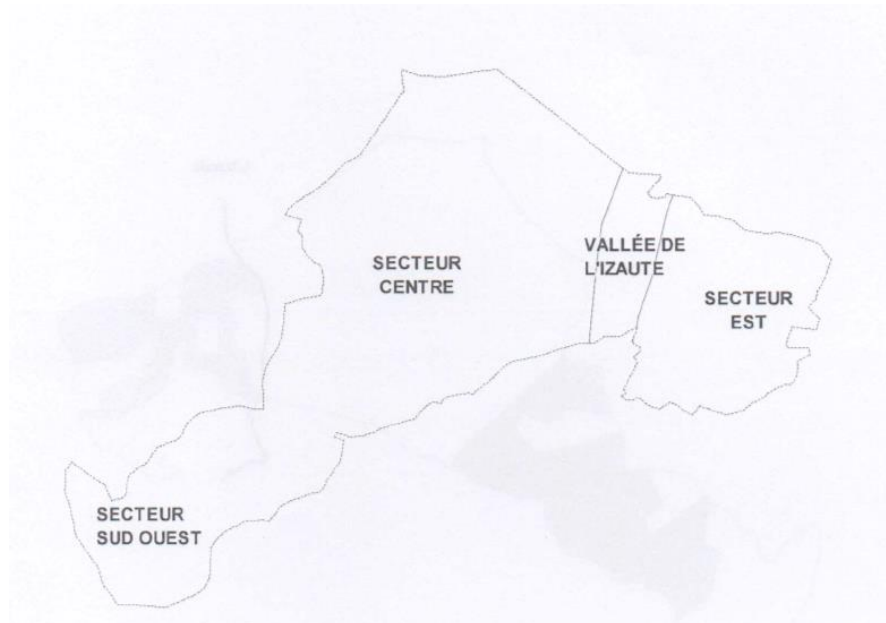 SECTEUR
CENTRE
VALLÉE DE
L'IZAUTE
SECTEUR
EST
SECTEUR
SUD OUEST